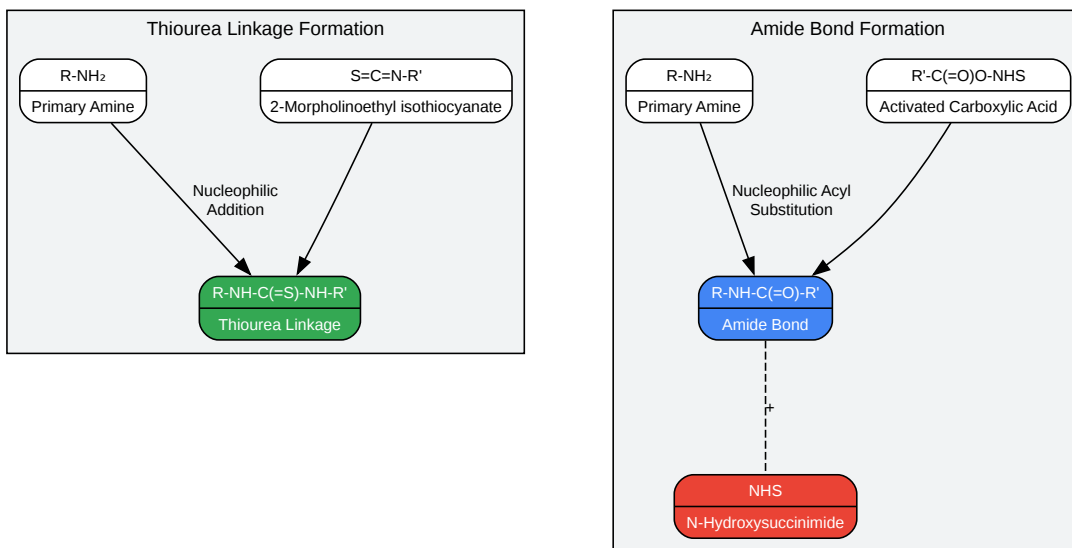 Thiourea Linkage Formation
R-NH₂
Primary Amine
S=C=N-R'
2-Morpholinoethyl isothiocyanate
Nucleophilic
Addition
R-NH-C(=S)-NH-R'
Thiourea Linkage
Amide Bond Formation
R-NH₂
Primary Amine
R'-C(=O)O-NHS
Activated Carboxylic Acid
Nucleophilic Acyl
Substitution
R-NH-C(=O)-R'
Amide Bond
+
NHS
N-Hydroxysuccinimide